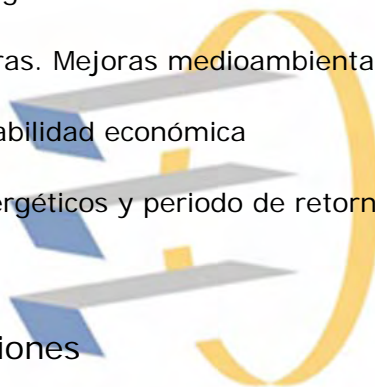 ras. Mejoras medioambienta
abilidad económica
ergéticos y periodo de retorn
iones